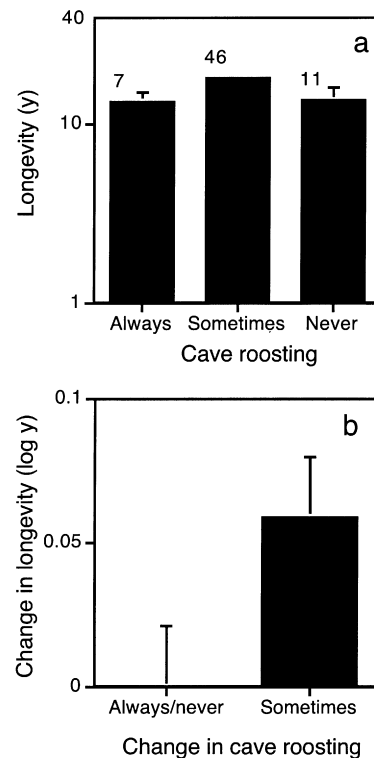 40
a
7
46
11
10
1
Longevity (y)
Always Sometimes Never
Cave roosting
0.1
b
0.05
0
Change in longevity (log y)
Always/never Sometimes
Change in cave roosting